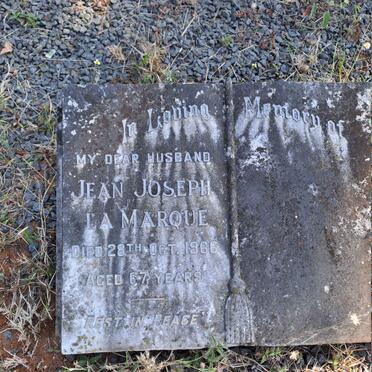 In Loving Memory of
MY DEAR HUSBAND
JEAN JOSEPH
LA MARQUE
DIED 28TH OCT. 1966
AGED 67 YEARS
REST IN PEACE